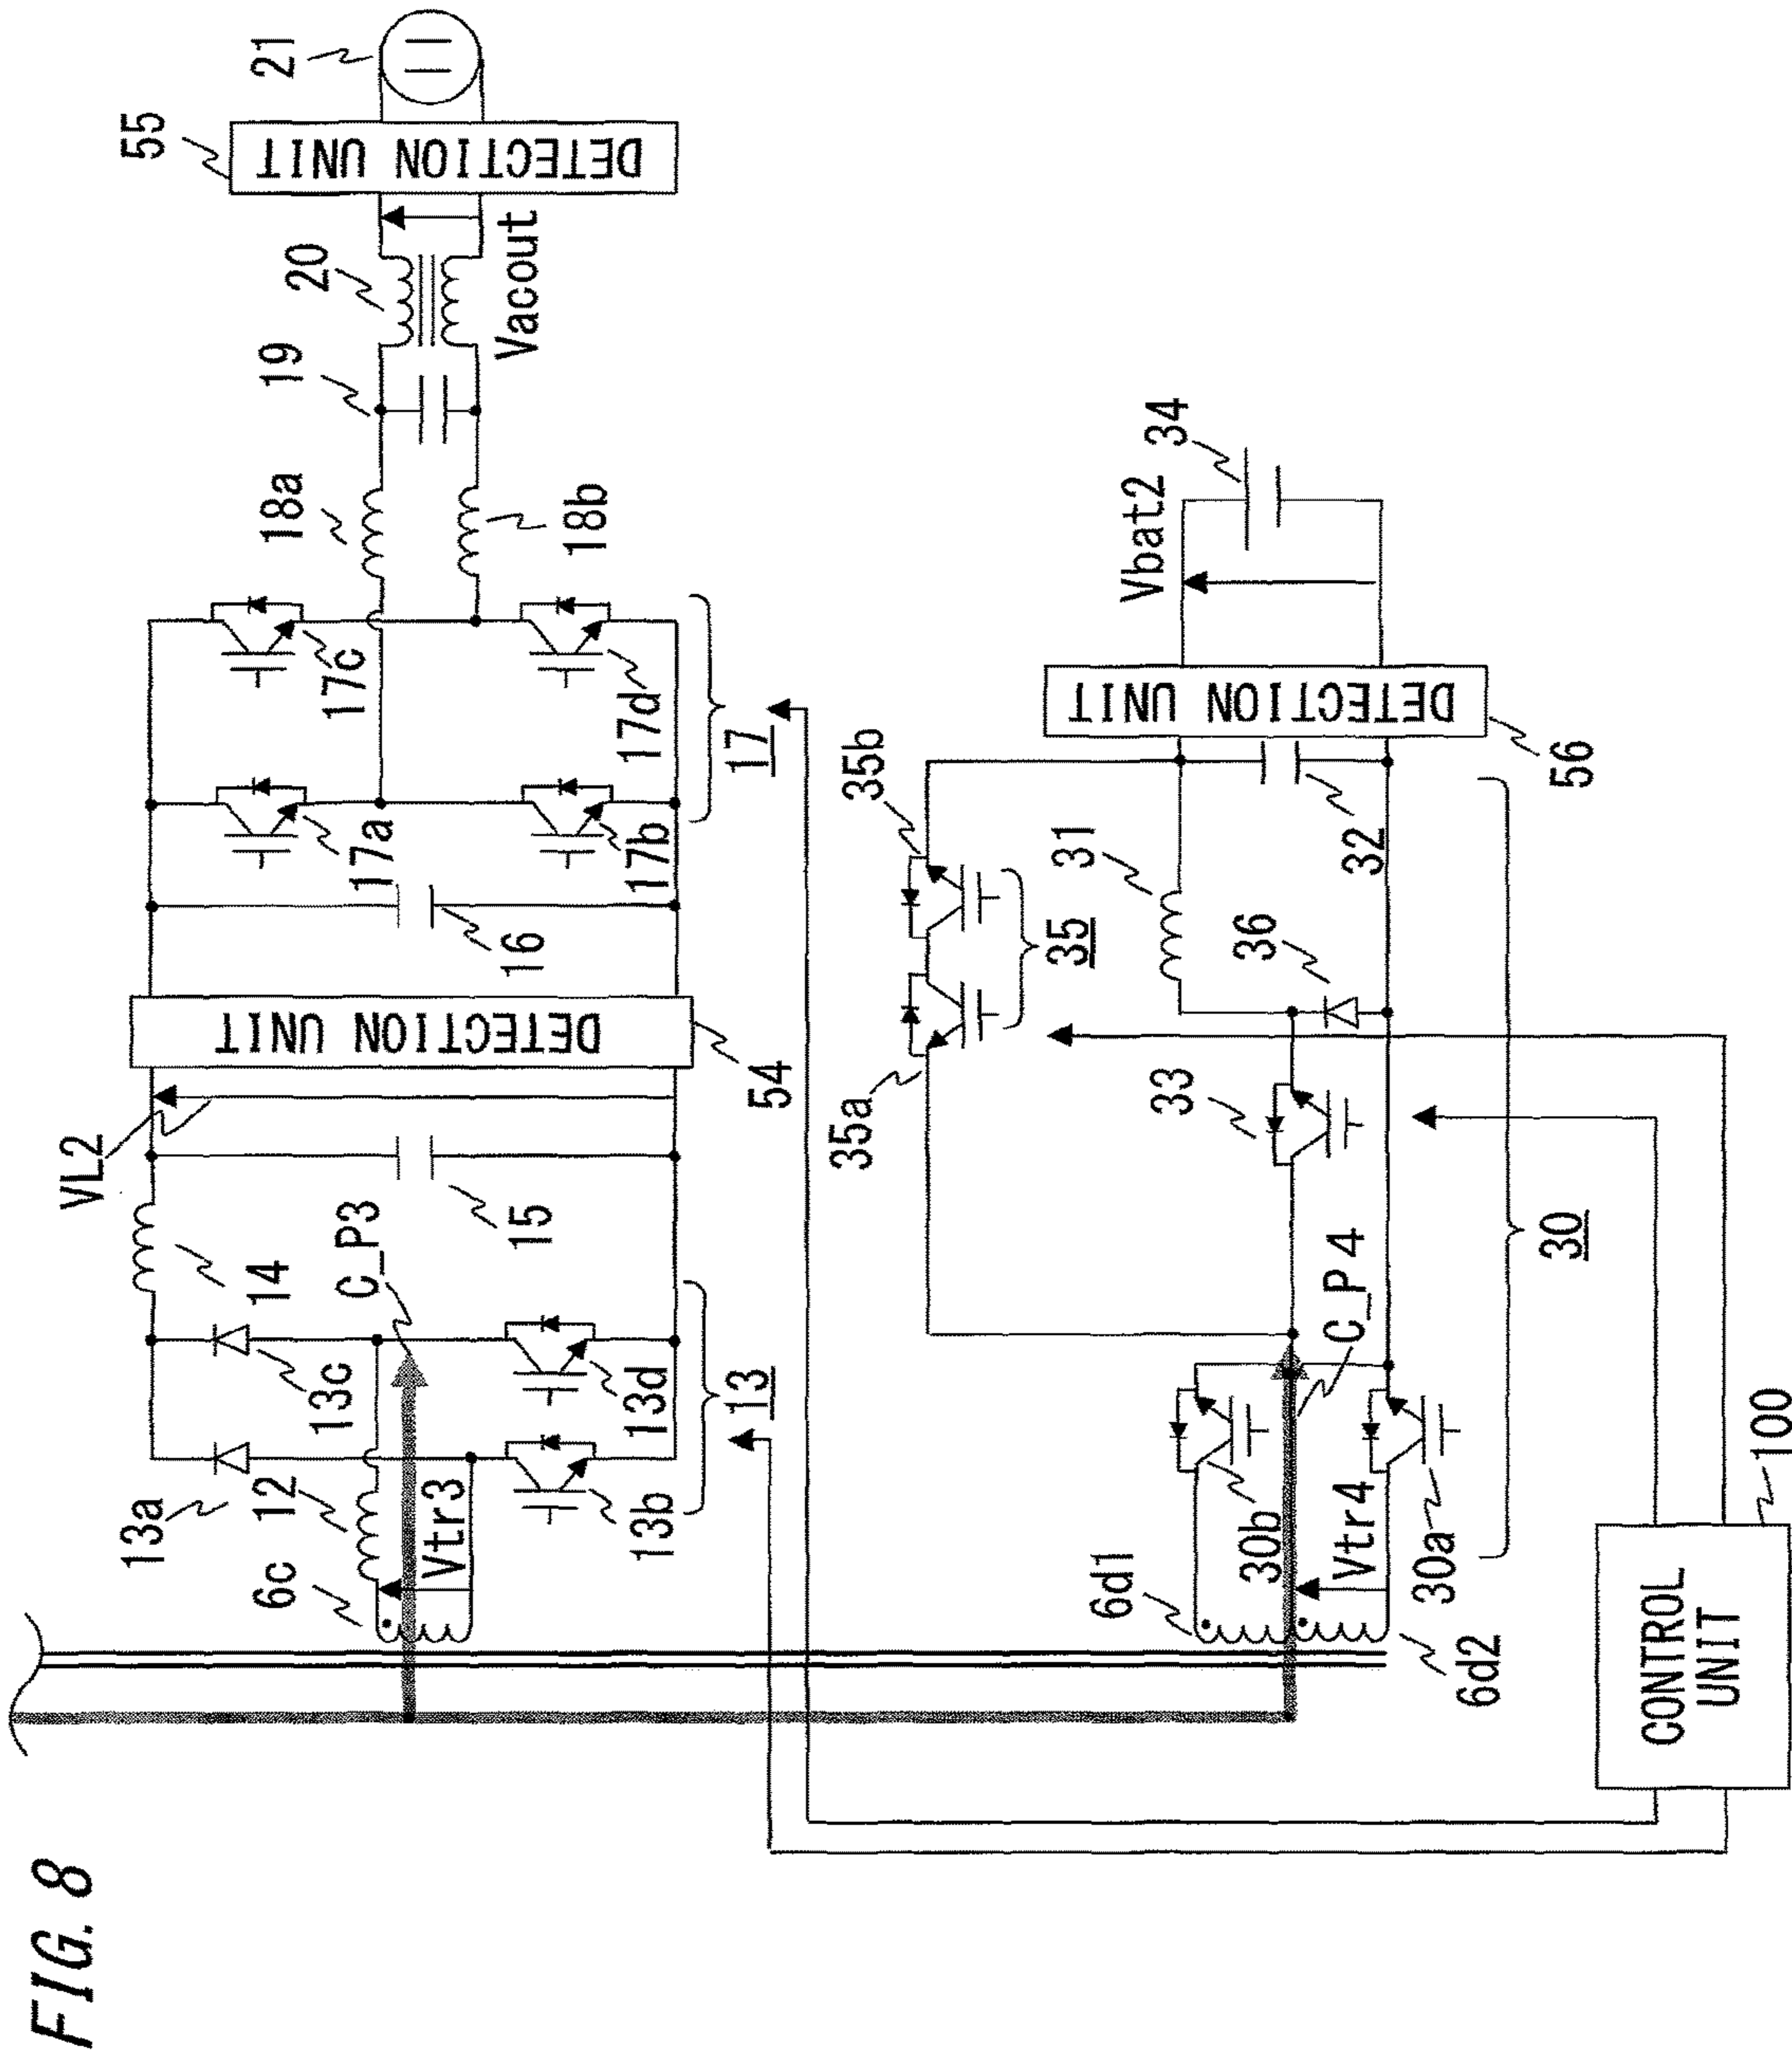 FIG. 8
21
55
DETECTION UNIT
20
Vacout
19
18a
18b
17c
17d
17
17a
17b
16
DETECTION UNIT
54
VL2
15
14
C_P3
13c
13d
13
13a
12
Vtr3
13b
6c
34
Vbat2
DETECTION UNIT
56
35b
35
35a
31
32
36
33
30
C_P4
30b
Vtr4
30a
6d1
6d2
100
CONTROL
UNIT